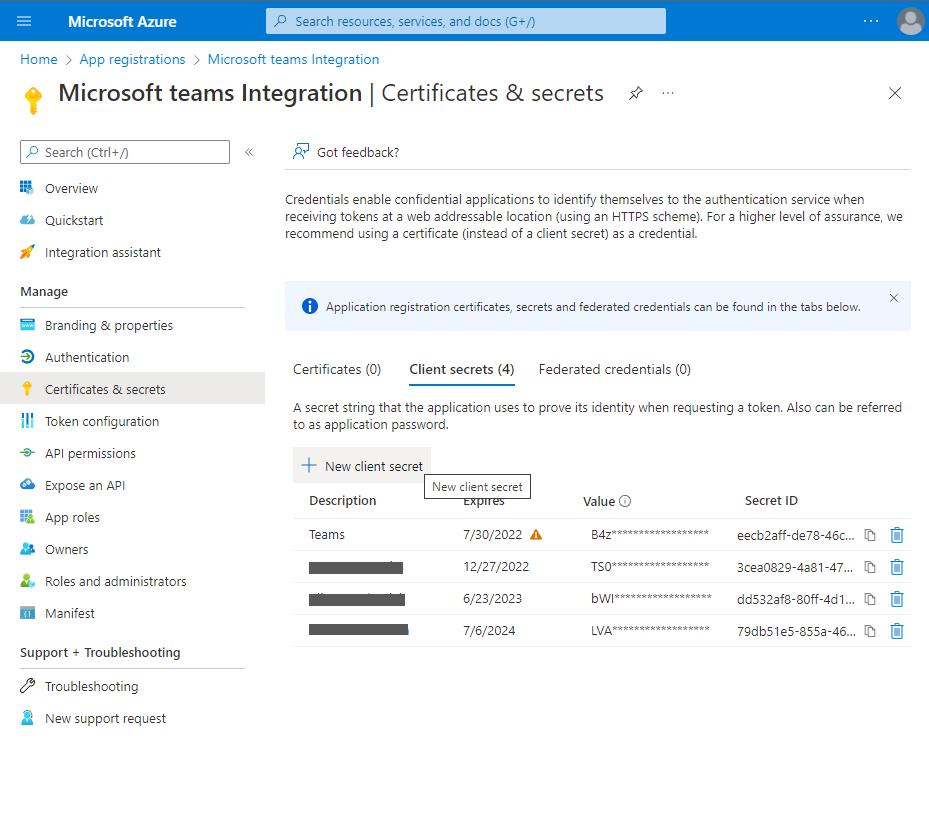 Microsoft Azure
Search resources, services, and docs (G+/)
Home > App registrations > Microsoft teams Integration
Microsoft teams Integration | Certificates & secrets
Search (Ctrl+/)
Overview
Quickstart
Integration assistant
Manage
Branding & properties
Authentication
Certificates & secrets
Token configuration
API permissions
Expose an API
App roles
Owners
Roles and administrators
Manifest
Support + Troubleshooting
Troubleshooting
New support request
Got feedback?
Credentials enable confidential applications to identify themselves to the authentication service when
receiving tokens at a web addressable location (using an HTTPS scheme). For a higher level of assurance, we
recommend using a certificate (instead of a client secret) as a credential.
Application registration certificates, secrets and federated credentials can be found in the tabs below.
Certificates (0) Client secrets (4) Federated credentials (0)
A secret string that the application uses to prove its identity when requesting a token. Also can be referred
to as application password.
New client secret
New client secret
Description Expires Value Secret ID
Teams 7/30/2022 B4z****************** eecb2aff-de78-46c...
12/27/2022 TS0****************** 3cea0829-4a81-47...
6/23/2023 bWI****************** dd532af8-80ff-4d1...
7/6/2024 LVA****************** 79db51e5-855a-46...